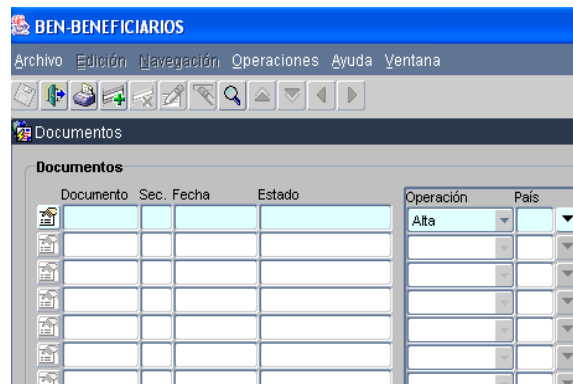 BEN-BENEFICIARIOS
Archivo Edición Navegación Operaciones Ayuda Ventana
Documentos
Documentos
Documento Sec. Fecha Estado Operación País
Alta